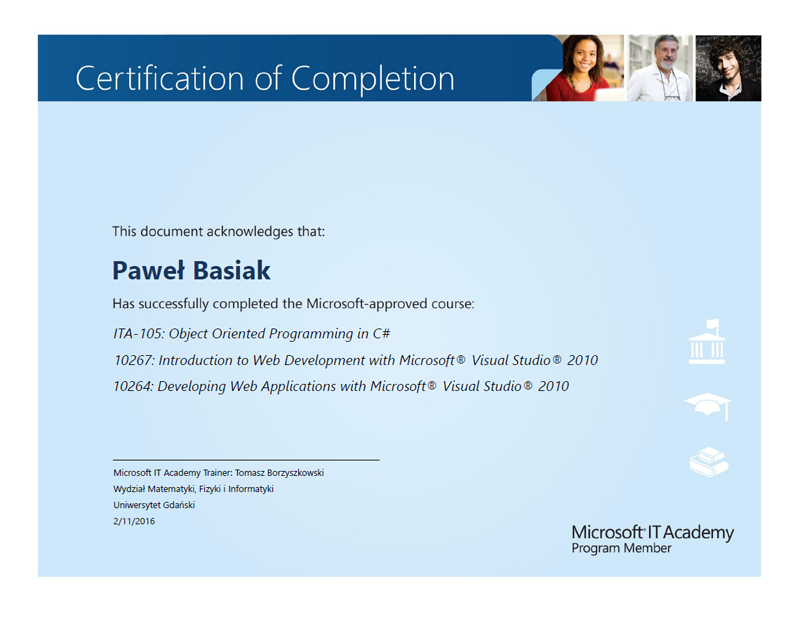 Certification of Completion
This document acknowledges that:
Paweł Basiak
Has successfully completed the Microsoft-approved course:
ITA-105: Object Oriented Programming in C#
10267: Introduction to Web Development with Microsoft® Visual Studio® 2010
10264: Developing Web Applications with Microsoft® Visual Studio® 2010
Microsoft IT Academy Trainer: Tomasz Borzyszkowski
Wydział Matematyki, Fizyki i Informatyki
Uniwersytet Gdański
2/11/2016
Microsoft® IT Academy
Program Member